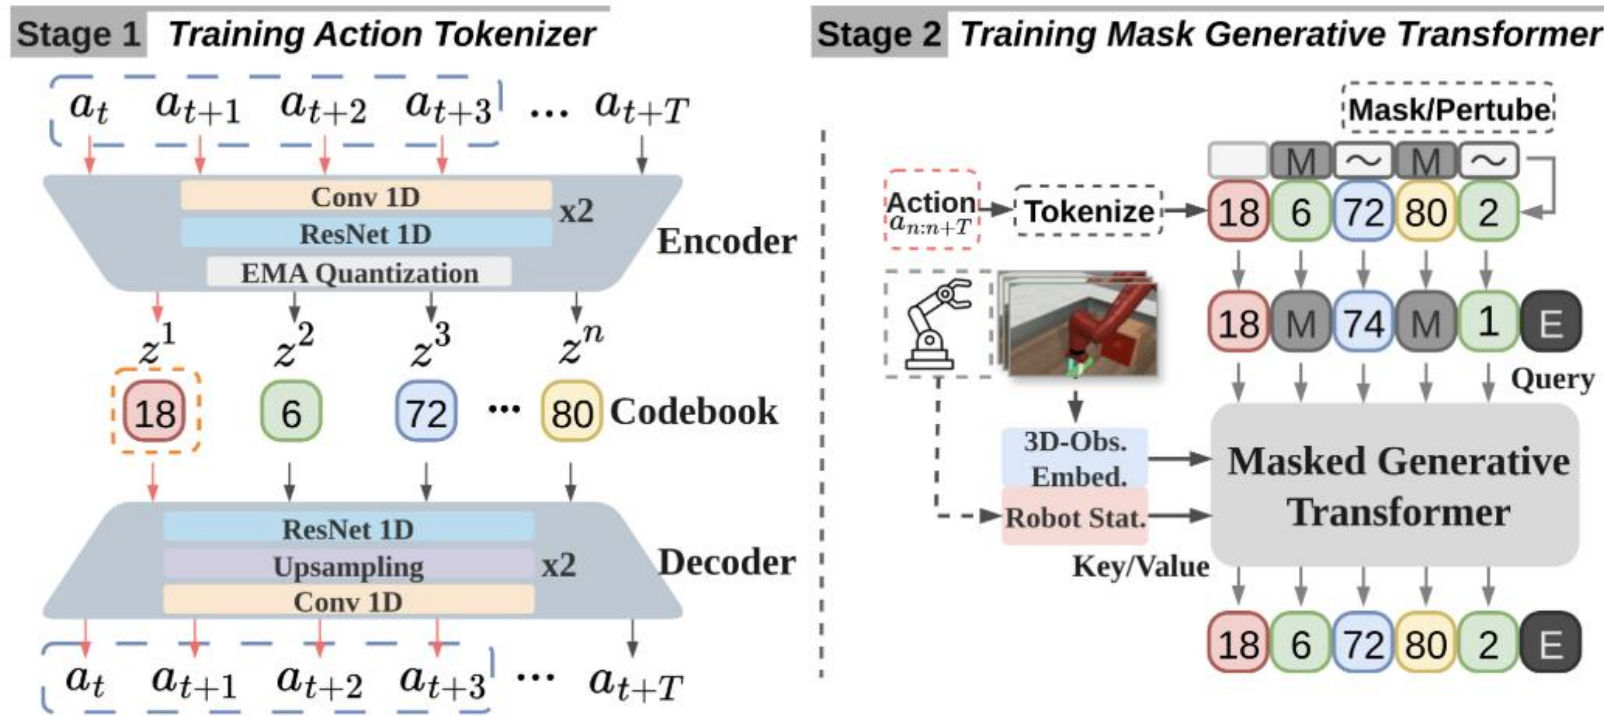 Stage 1 Training Action Tokenizer
a_t a_{t+1} a_{t+2} a_{t+3} ... a_{t+T}
Conv 1D
x2
ResNet 1D
Encoder
EMA Quantization
z^1 z^2 z^3 z^n
18 6 72 ... 80 Codebook
ResNet 1D
Upsampling x2 Decoder
Conv 1D
a_t a_{t+1} a_{t+2} a_{t+3} ... a_{t+T}
Stage 2 Training Mask Generative Transformer
Mask/Pertube
M ~ M ~
Action
a_{n:n+T}
Tokenize
18 6 72 80 2
18 M 74 M 1 E
Query
3D-Obs.
Embed.
Robot Stat.
Key/Value
Masked Generative
Transformer
18 6 72 80 2 E